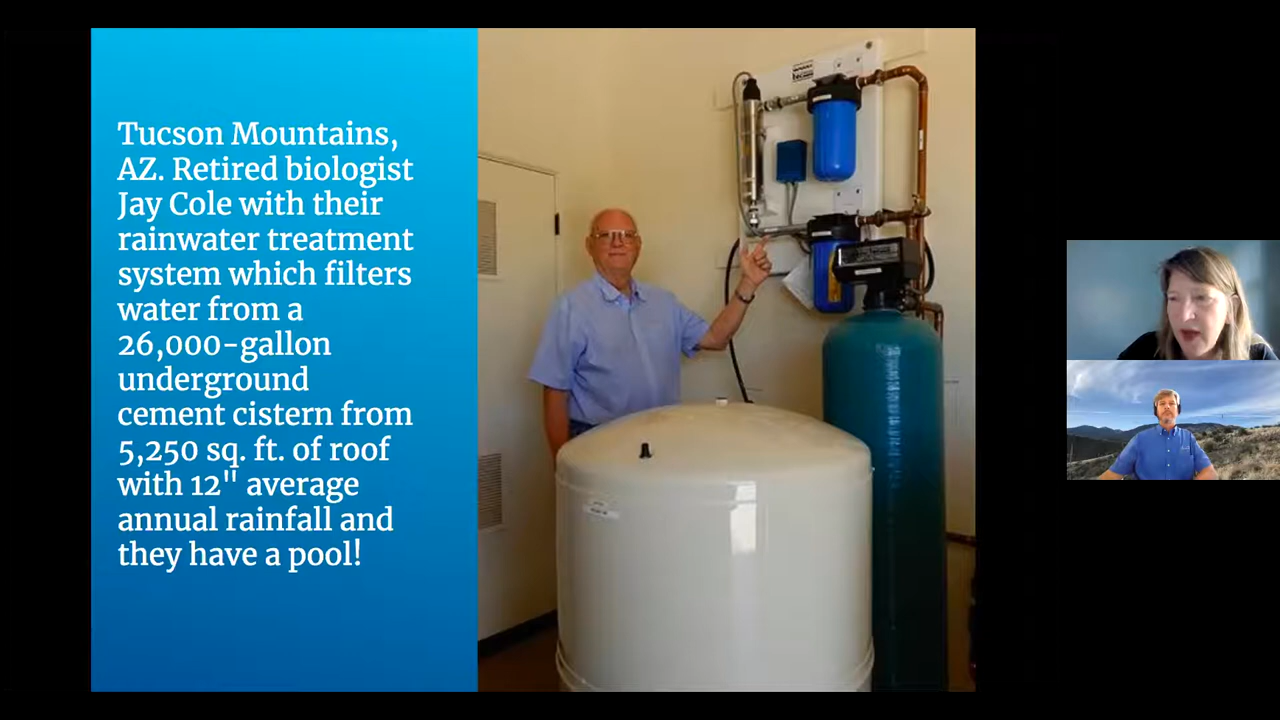 Tucson Mountains,
AZ. Retired biologist
Jay Cole with their
rainwater treatment
system which filters
water from a
26,000-gallon
underground
cement cistern from
5,250 sq. ft. of roof
with 12" average
annual rainfall and
they have a pool!